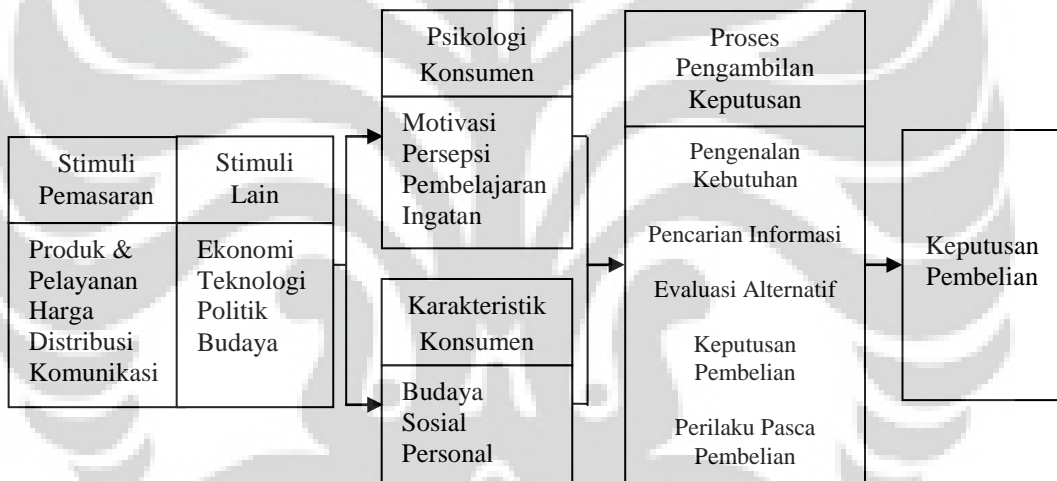 Stimuli
Pemasaran
Produk &
Pelayanan
Harga
Distribusi
Komunikasi
Stimuli
Lain
Ekonomi
Teknologi
Politik
Budaya
Psikologi
Konsumen
Motivasi
Persepsi
Pembelajaran
Ingatan
Karakteristik
Konsumen
Budaya
Sosial
Personal
Proses
Pengambilan
Keputusan
Pengenalan
Kebutuhan
Pencarian Informasi
Evaluasi Alternatif
Keputusan
Pembelian
Perilaku Pasca
Pembelian
Keputusan
Pembelian